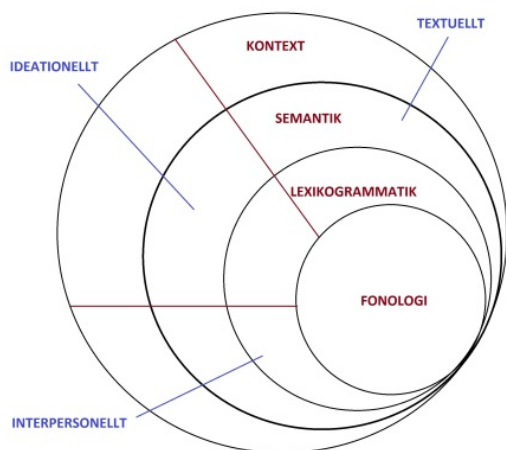 TEXTUELLT
KONTEXT
IDEATIONELLT
SEMANTIK
LEXIKOGRAMMATIK
FONOLOGI
INTERPERSONELLT